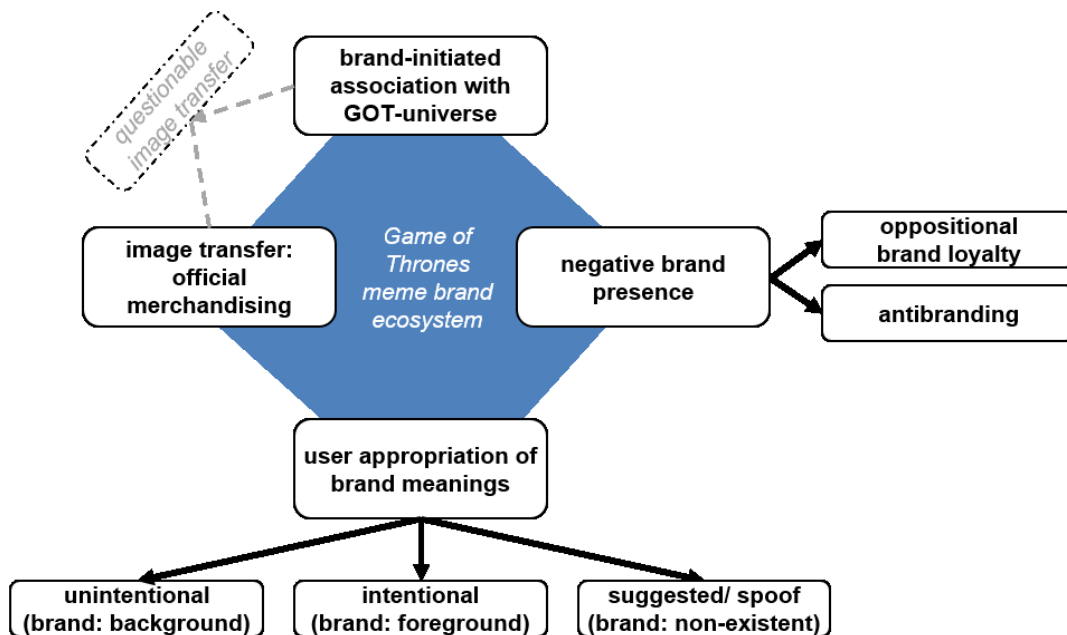 questionable
image transfer
brand-initiated
association with
GOT-universe
image transfer:
official
merchandising
Game of
Thrones
meme brand
ecosystem
negative brand
presence
oppositional
brand loyalty
antibranding
user appropriation of
brand meanings
unintentional
(brand: background)
intentional
(brand: foreground)
suggested/ spoof
(brand: non-existent)